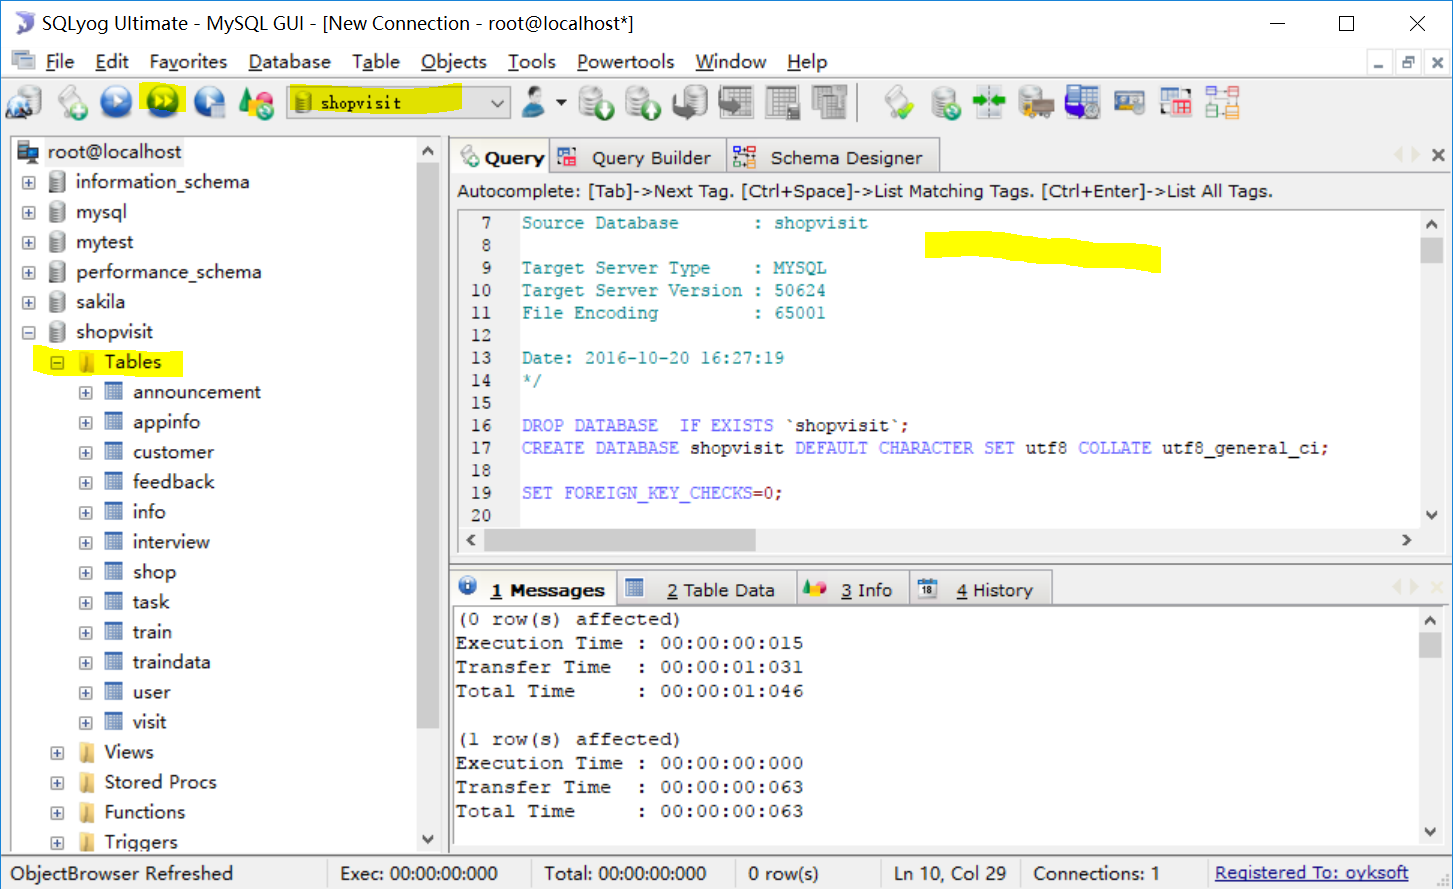 SQLyog Ultimate - MySQL GUI - [New Connection - root@localhost*]
File Edit Favorites Database Table Objects Tools Powertools Window Help
shopvisit
root@localhost
information_schema
mysql
mytest
performance_schema
sakila
shopvisit
Tables
announcement
appinfo
customer
feedback
info
interview
shop
task
train
traindata
user
visit
Views
Stored Procs
Functions
Triggers
Query Query Builder Schema Designer
Autocomplete: [Tab]->Next Tag. [Ctrl+Space]->List Matching Tags. [Ctrl+Enter]->List All Tags.
7 Source Database : shopvisit
8
9 Target Server Type : MYSQL
10 Target Server Version : 50624
11 File Encoding : 65001
12
13 Date: 2016-10-20 16:27:19
14 */
15
16 DROP DATABASE IF EXISTS `shopvisit`;
17 CREATE DATABASE shopvisit DEFAULT CHARACTER SET utf8 COLLATE utf8_general_ci;
18
19 SET FOREIGN_KEY_CHECKS=0;
20
1 Messages 2 Table Data 3 Info 18 4 History
(0 row(s) affected)
Execution Time : 00:00:00:015
Transfer Time : 00:00:01:031
Total Time : 00:00:01:046
(1 row(s) affected)
Execution Time : 00:00:00:000
Transfer Time : 00:00:00:063
Total Time : 00:00:00:063
ObjectBrowser Refreshed Exec: 00:00:00:000 Total: 00:00:00:000 0 row(s) Ln 10, Col 29 Connections: 1 Registered To: oyksoft